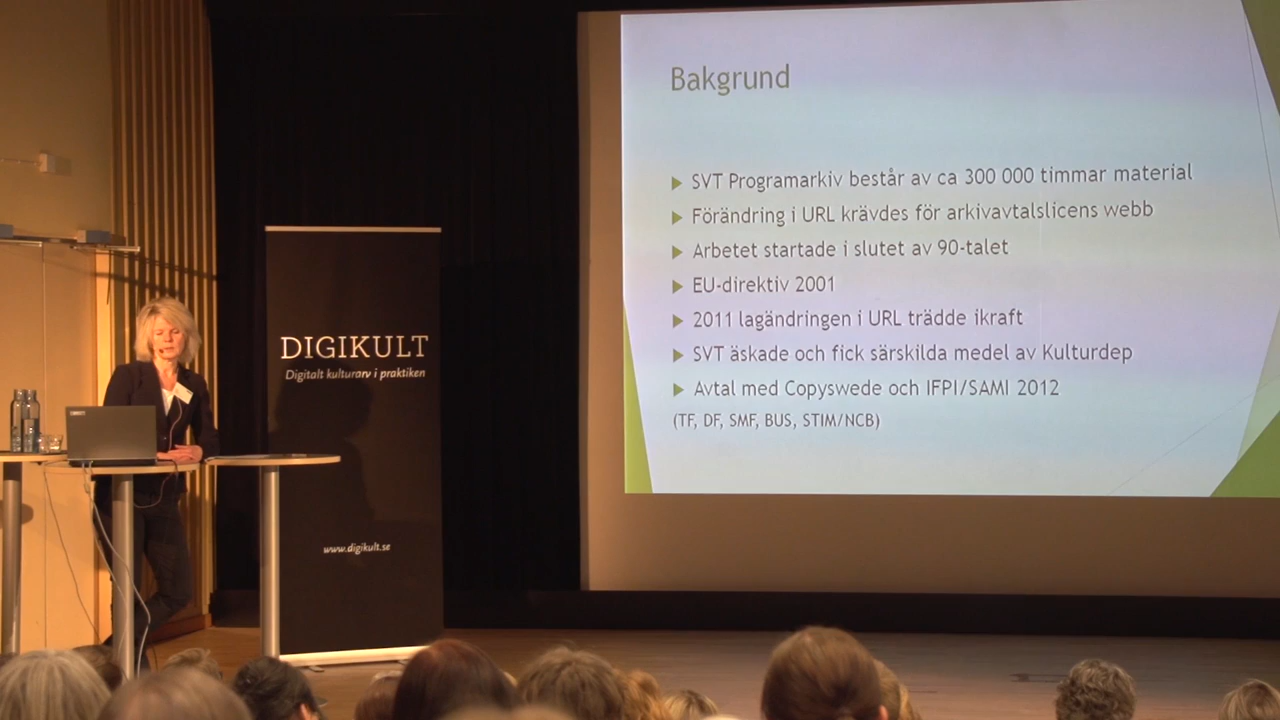 Bakgrund
SVT Programarkiv består av ca 300 000 timmar material
Förändring i URL krävdes för arkivavtalslicens webb
Arbetet startade i slutet av 90-talet
EU-direktiv 2001
2011 lagändringen i URL trädde ikraft
SVT äskade och fick särskilda medel av Kulturdep
Avtal med Copyswede och IFPI/SAMI 2012
(TF, DF, SMF, BUS, STIM/NCB)
DIGIKULT
Digitalt kulturarv i praktiken
www.digikult.se